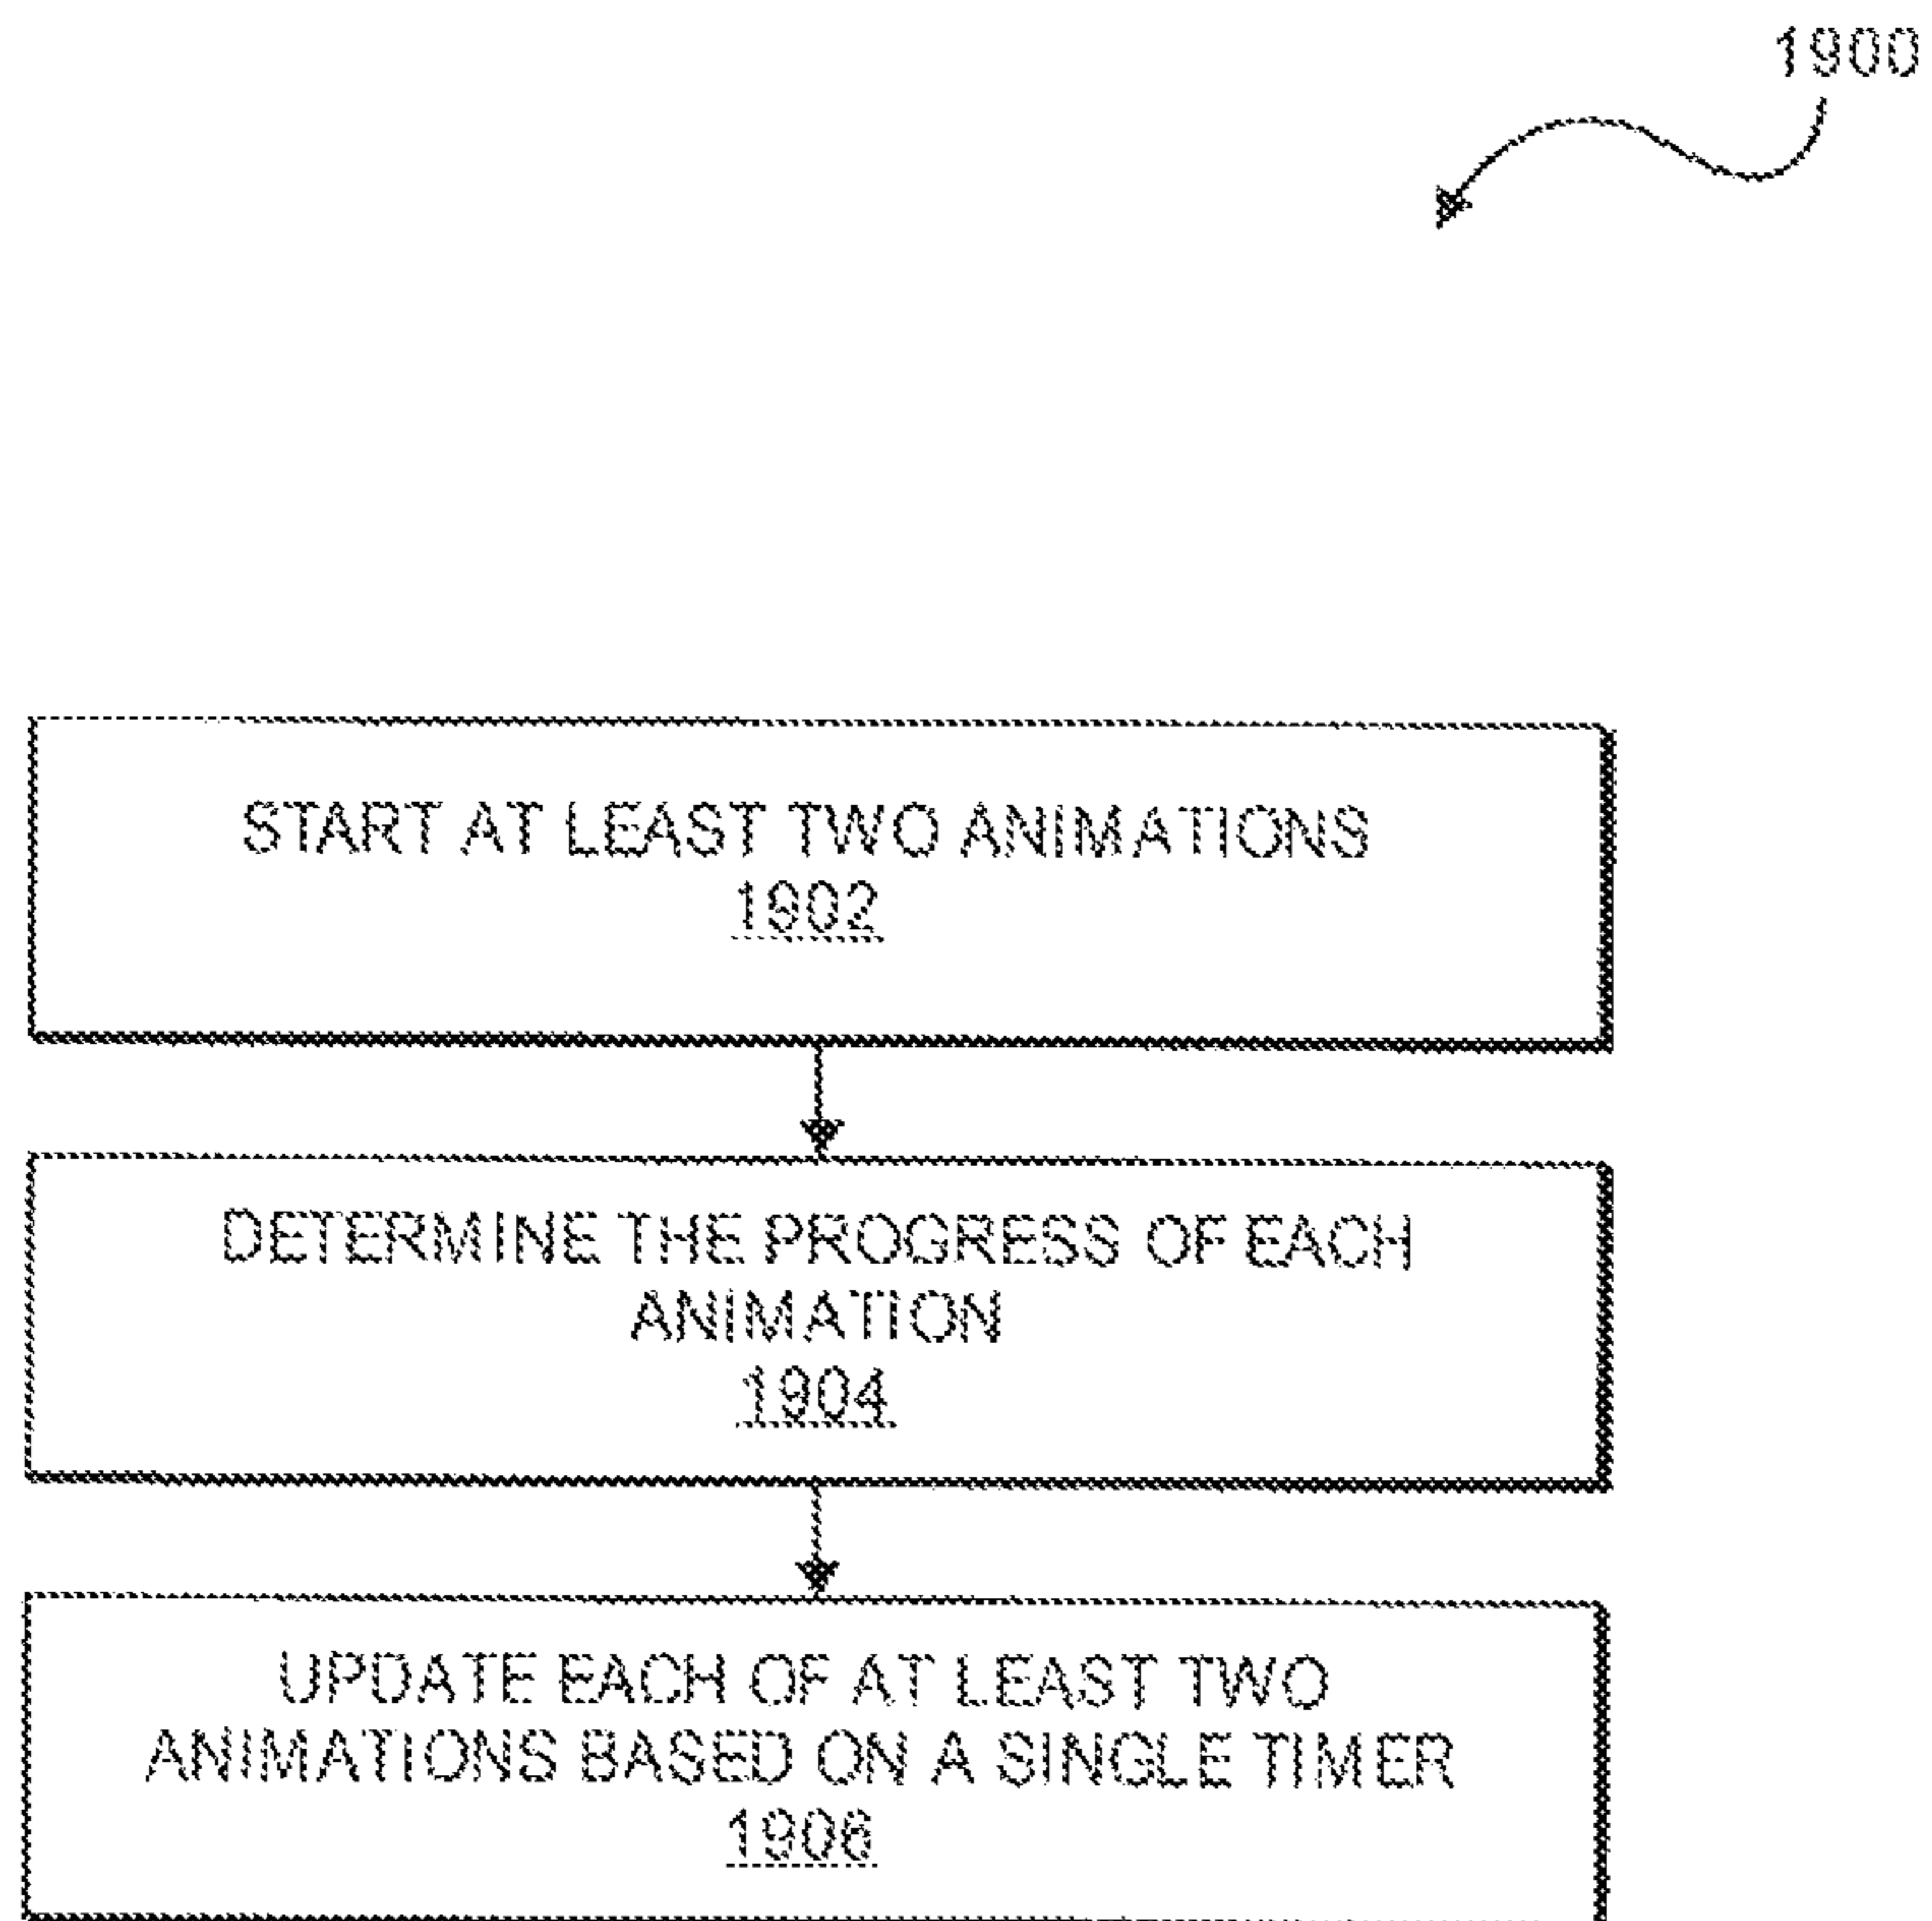 1900
START AT LEAST TWO ANIMATIONS
1902
DETERMINE THE PROGRESS OF EACH
ANIMATION
1904
UPDATE EACH OF AT LEAST TWO
ANIMATIONS BASED ON A SINGLE TIMER
1906